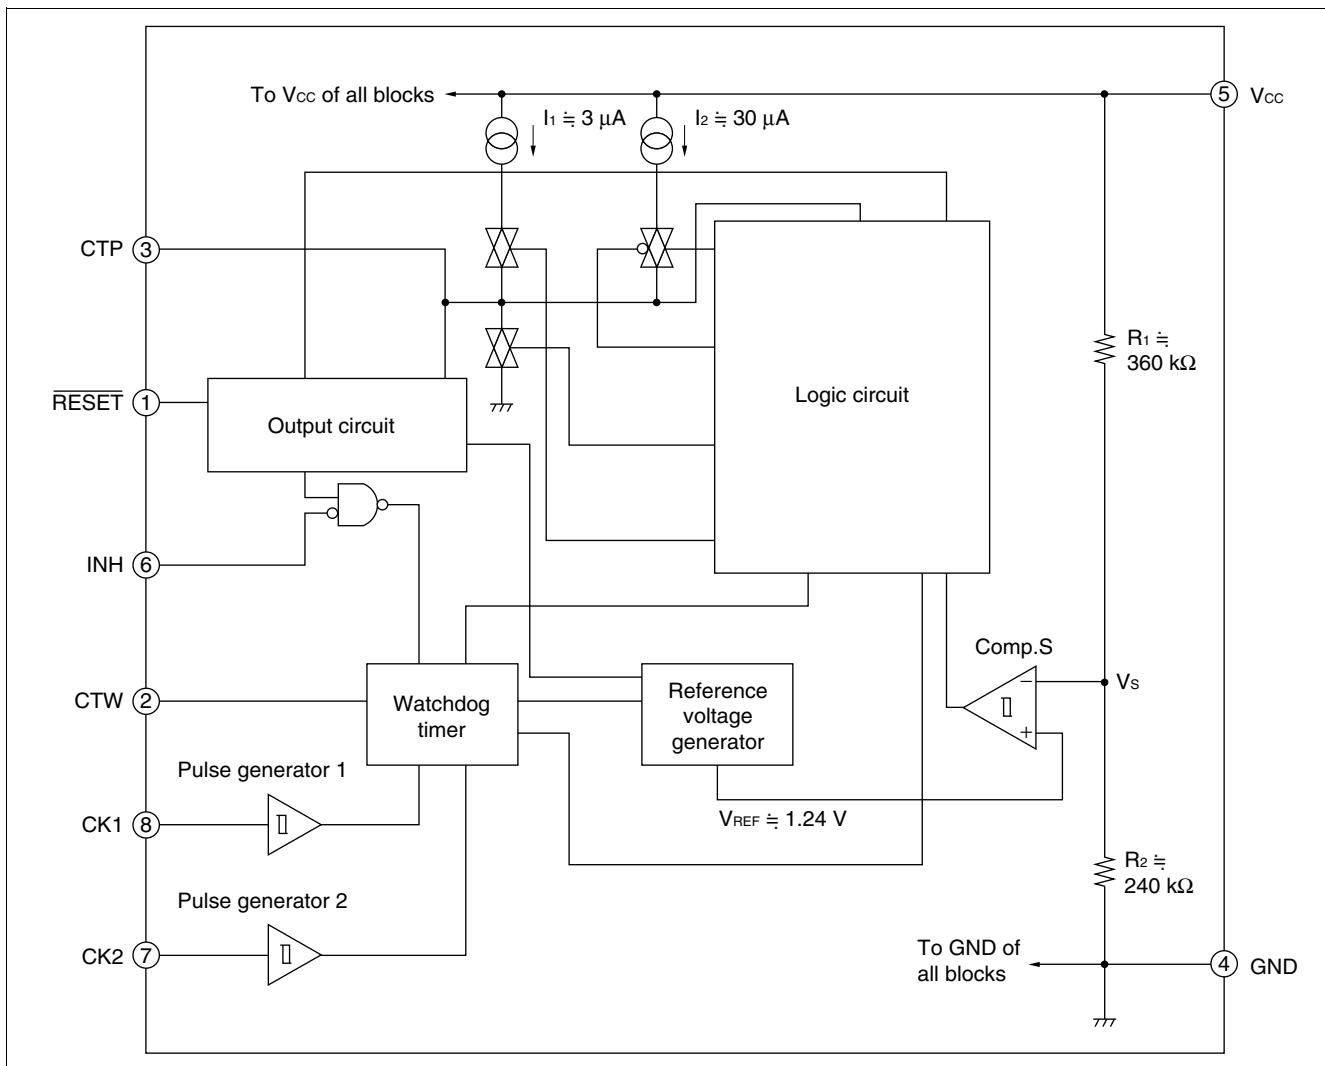 To VCC of all blocks
I1 ≒ 3 μA
I2 ≒ 30 μA
5
VCC
CTP
3
R1 ≒
360 kΩ
Logic circuit
RESET
1
Output circuit
INH
6
Comp.S
CTW
2
Watchdog
timer
Reference
voltage
generator
−
+
VS
Pulse generator 1
CK1
8
VREF ≒ 1.24 V
R2 ≒
240 kΩ
Pulse generator 2
CK2
7
To GND of
all blocks
4
GND